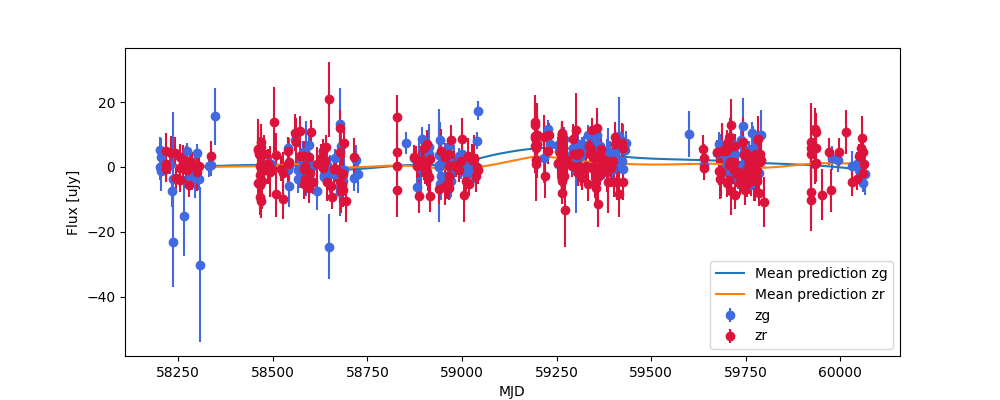 20
0
−20
−40
Flux [uJy]
58250
58500
58750
59000
59250
59500
59750
60000
MJD
Mean prediction zg
Mean prediction zr
zg
zr